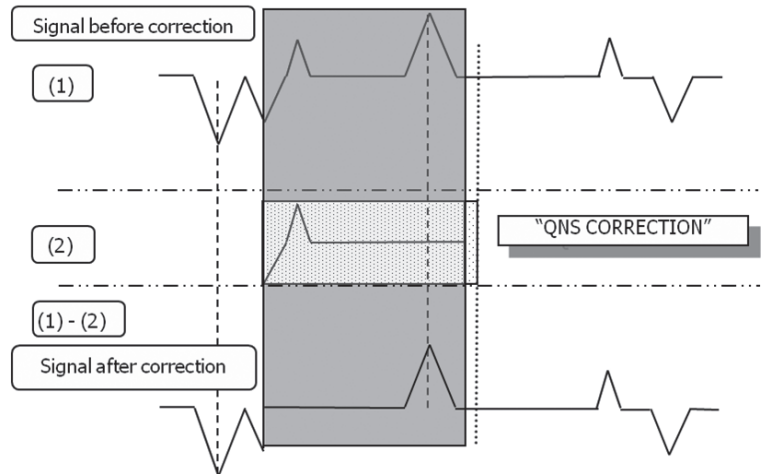 Signal before correction
(1)
(2)
“QNS CORRECTION”
(1) - (2)
Signal after correction